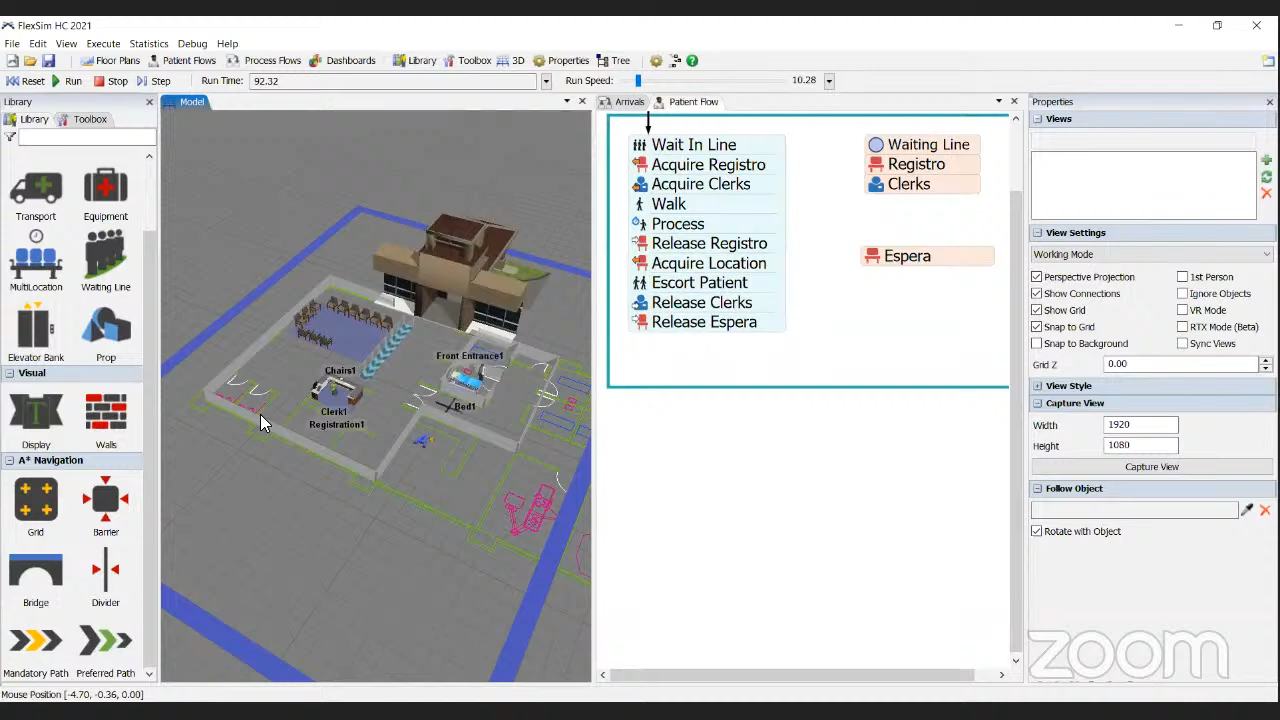 FlexSim HC 2021
File Edit View Execute Statistics Debug Help
Floor Plans Patient Flows Process Flows Dashboards Library Toolbox 3D Properties Tree
Reset Run Stop Step Run Time: 92.32 Run Speed: 10.28
Library
Library Toolbox
Transport Equipment
MultiLocation Waiting Line
Elevator Bank Prop
Visual
Display Walls
A* Navigation
Grid Barrier
Bridge Divider
Mandatory Path Preferred Path
Model
Front Entrance1
Chairs1
Bed1
Clerk1
Registration1
Arrivals Patient Flow
Wait In Line
Acquire Registro
Acquire Clerks
Walk
Process
Release Registro
Acquire Location
Escort Patient
Release Clerks
Release Espera
Waiting Line
Registro
Clerks
Espera
Properties
Views
View Settings
Working Mode
Perspective Projection 1st Person
Show Connections Ignore Objects
Show Grid VR Mode
Snap to Grid RTX Mode (Beta)
Snap to Background Sync Views
Grid Z 0.00
View Style
Capture View
Width 1920
Height 1080
Capture View
Follow Object
Rotate with Object
zoom
Mouse Position [-4.70, -0.36, 0.00]